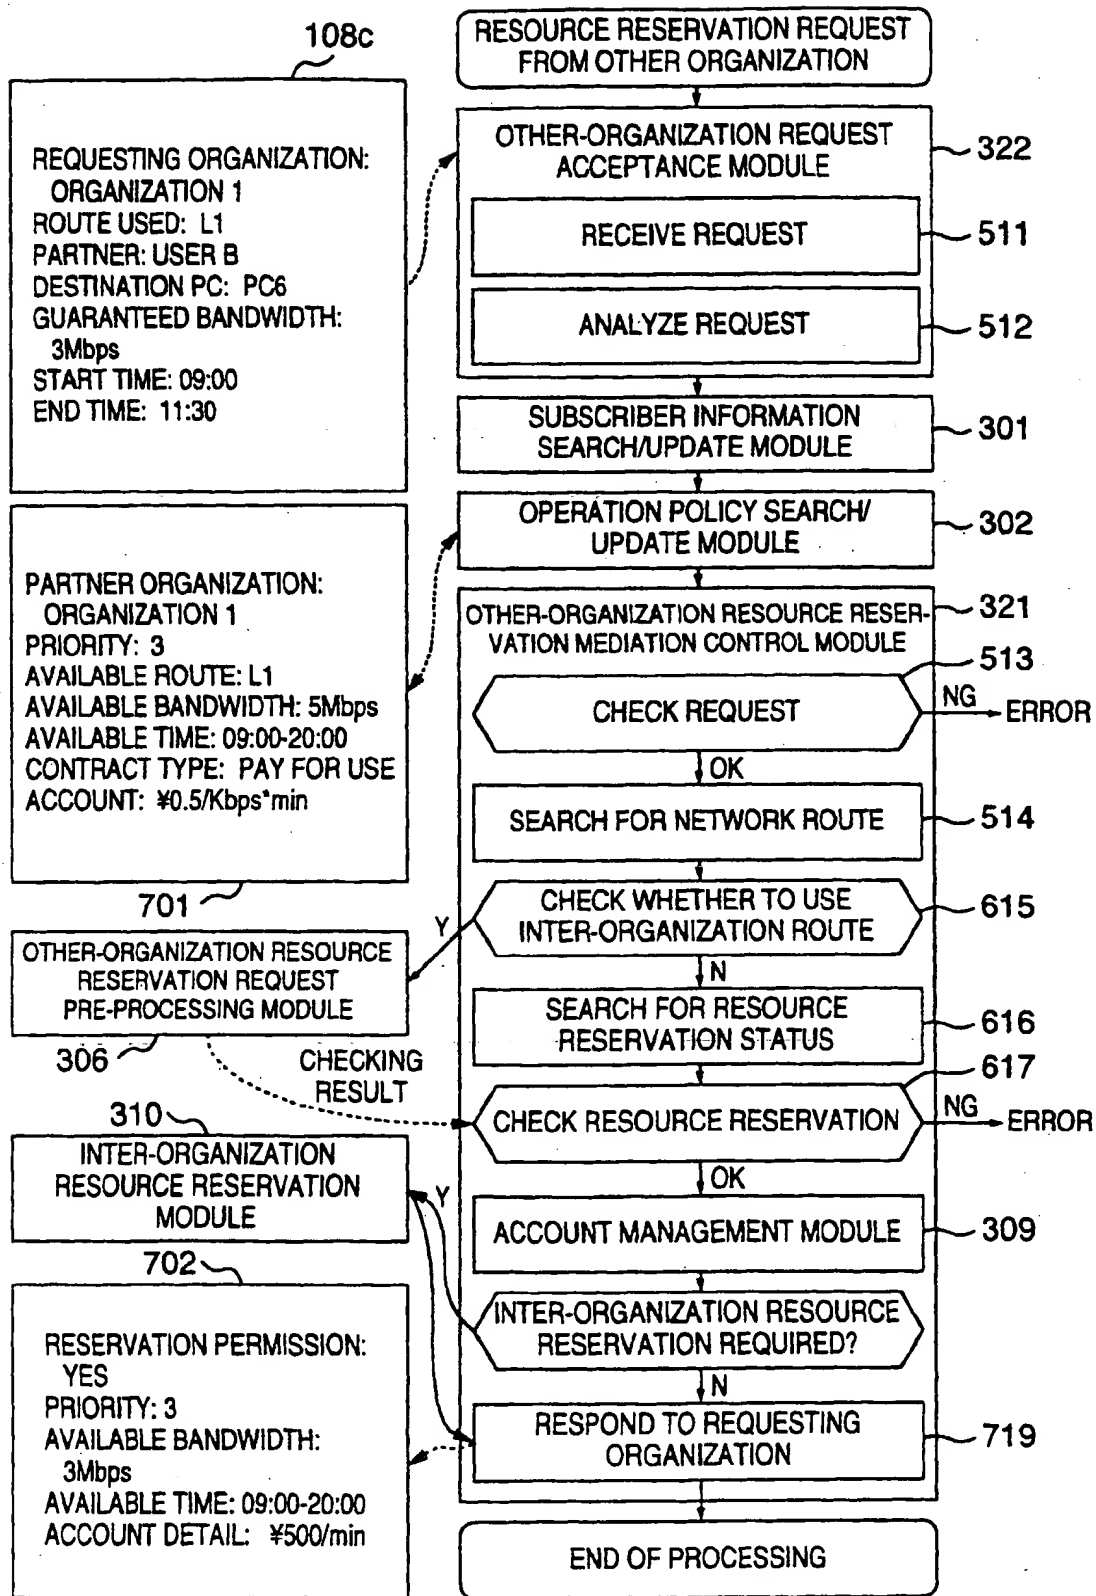 108c
REQUESTING ORGANIZATION:
ORGANIZATION 1
ROUTE USED: L1
PARTNER: USER B
DESTINATION PC: PC6
GUARANTEED BANDWIDTH:
3Mbps
START TIME: 09:00
END TIME: 11:30
PARTNER ORGANIZATION:
ORGANIZATION 1
PRIORITY: 3
AVAILABLE ROUTE: L1
AVAILABLE BANDWIDTH: 5Mbps
AVAILABLE TIME: 09:00-20:00
CONTRACT TYPE: PAY FOR USE
ACCOUNT: ¥0.5/Kbps*min
701
OTHER-ORGANIZATION RESOURCE
RESERVATION REQUEST
PRE-PROCESSING MODULE
306
CHECKING
RESULT
310
INTER-ORGANIZATION
RESOURCE RESERVATION
MODULE
702
RESERVATION PERMISSION:
YES
PRIORITY: 3
AVAILABLE BANDWIDTH:
3Mbps
AVAILABLE TIME: 09:00-20:00
ACCOUNT DETAIL: ¥500/min
RESOURCE RESERVATION REQUEST
FROM OTHER ORGANIZATION
OTHER-ORGANIZATION REQUEST
ACCEPTANCE MODULE
322
RECEIVE REQUEST
511
ANALYZE REQUEST
512
SUBSCRIBER INFORMATION
SEARCH/UPDATE MODULE
301
OPERATION POLICY SEARCH/
UPDATE MODULE
302
OTHER-ORGANIZATION RESOURCE RESER-
VATION MEDIATION CONTROL MODULE
321
513
CHECK REQUEST
NG
ERROR
OK
SEARCH FOR NETWORK ROUTE
514
CHECK WHETHER TO USE
INTER-ORGANIZATION ROUTE
615
Y
N
SEARCH FOR RESOURCE
RESERVATION STATUS
616
617
CHECK RESOURCE RESERVATION
NG
ERROR
OK
ACCOUNT MANAGEMENT MODULE
309
Y
INTER-ORGANIZATION RESOURCE
RESERVATION REQUIRED?
N
RESPOND TO REQUESTING
ORGANIZATION
719
END OF PROCESSING